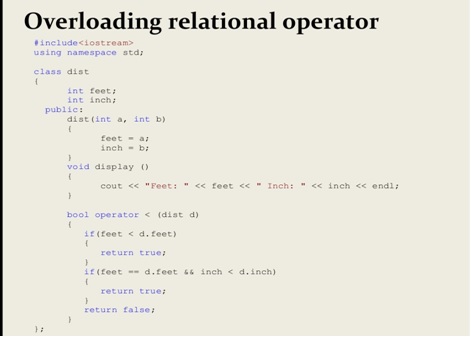 Overloading relational operator
#include<iostream>
using namespace std;
class dist
{
int feet;
int inch;
public:
dist(int a, int b)
{
feet = a;
inch = b;
}
void display ()
{
cout << "Feet: " << feet << " Inch: " << inch << endl;
}
bool operator < (dist d)
{
if(feet < d.feet)
{
return true;
}
if(feet == d.feet && inch < d.inch)
{
return true;
}
return false;
}
};